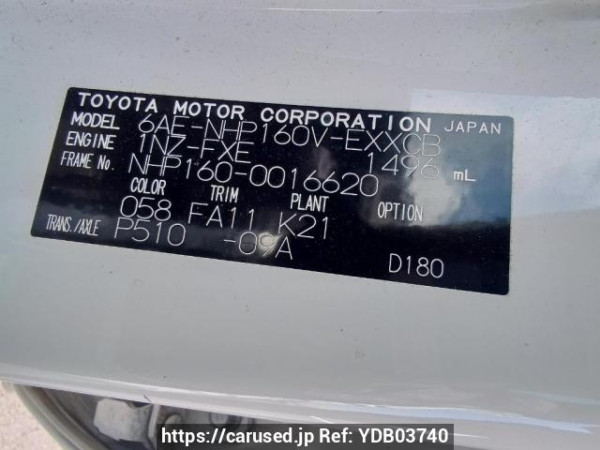 TOYOTA MOTOR CORPORATION JAPAN
MODEL 6AE-NHP160V-EXXCB
ENGINE 1NZ-FXE 1496 mL
FRAME No. NHP160-0016620
COLOR TRIM PLANT OPTION
058 FA11 K21
TRANS./AXLE P510 -09A
D180
https://carused.jp Ref: YDB03740